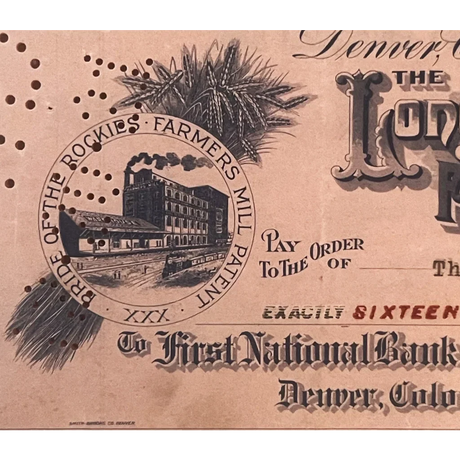 Denver,
THE
PRIDE OF THE ROCKIES · FARMERS MILL PATENT · XXX ·
PAY TO THE ORDER OF
Th
EXACTLY SIXTEEN
To First National Bank
Denver, Colo